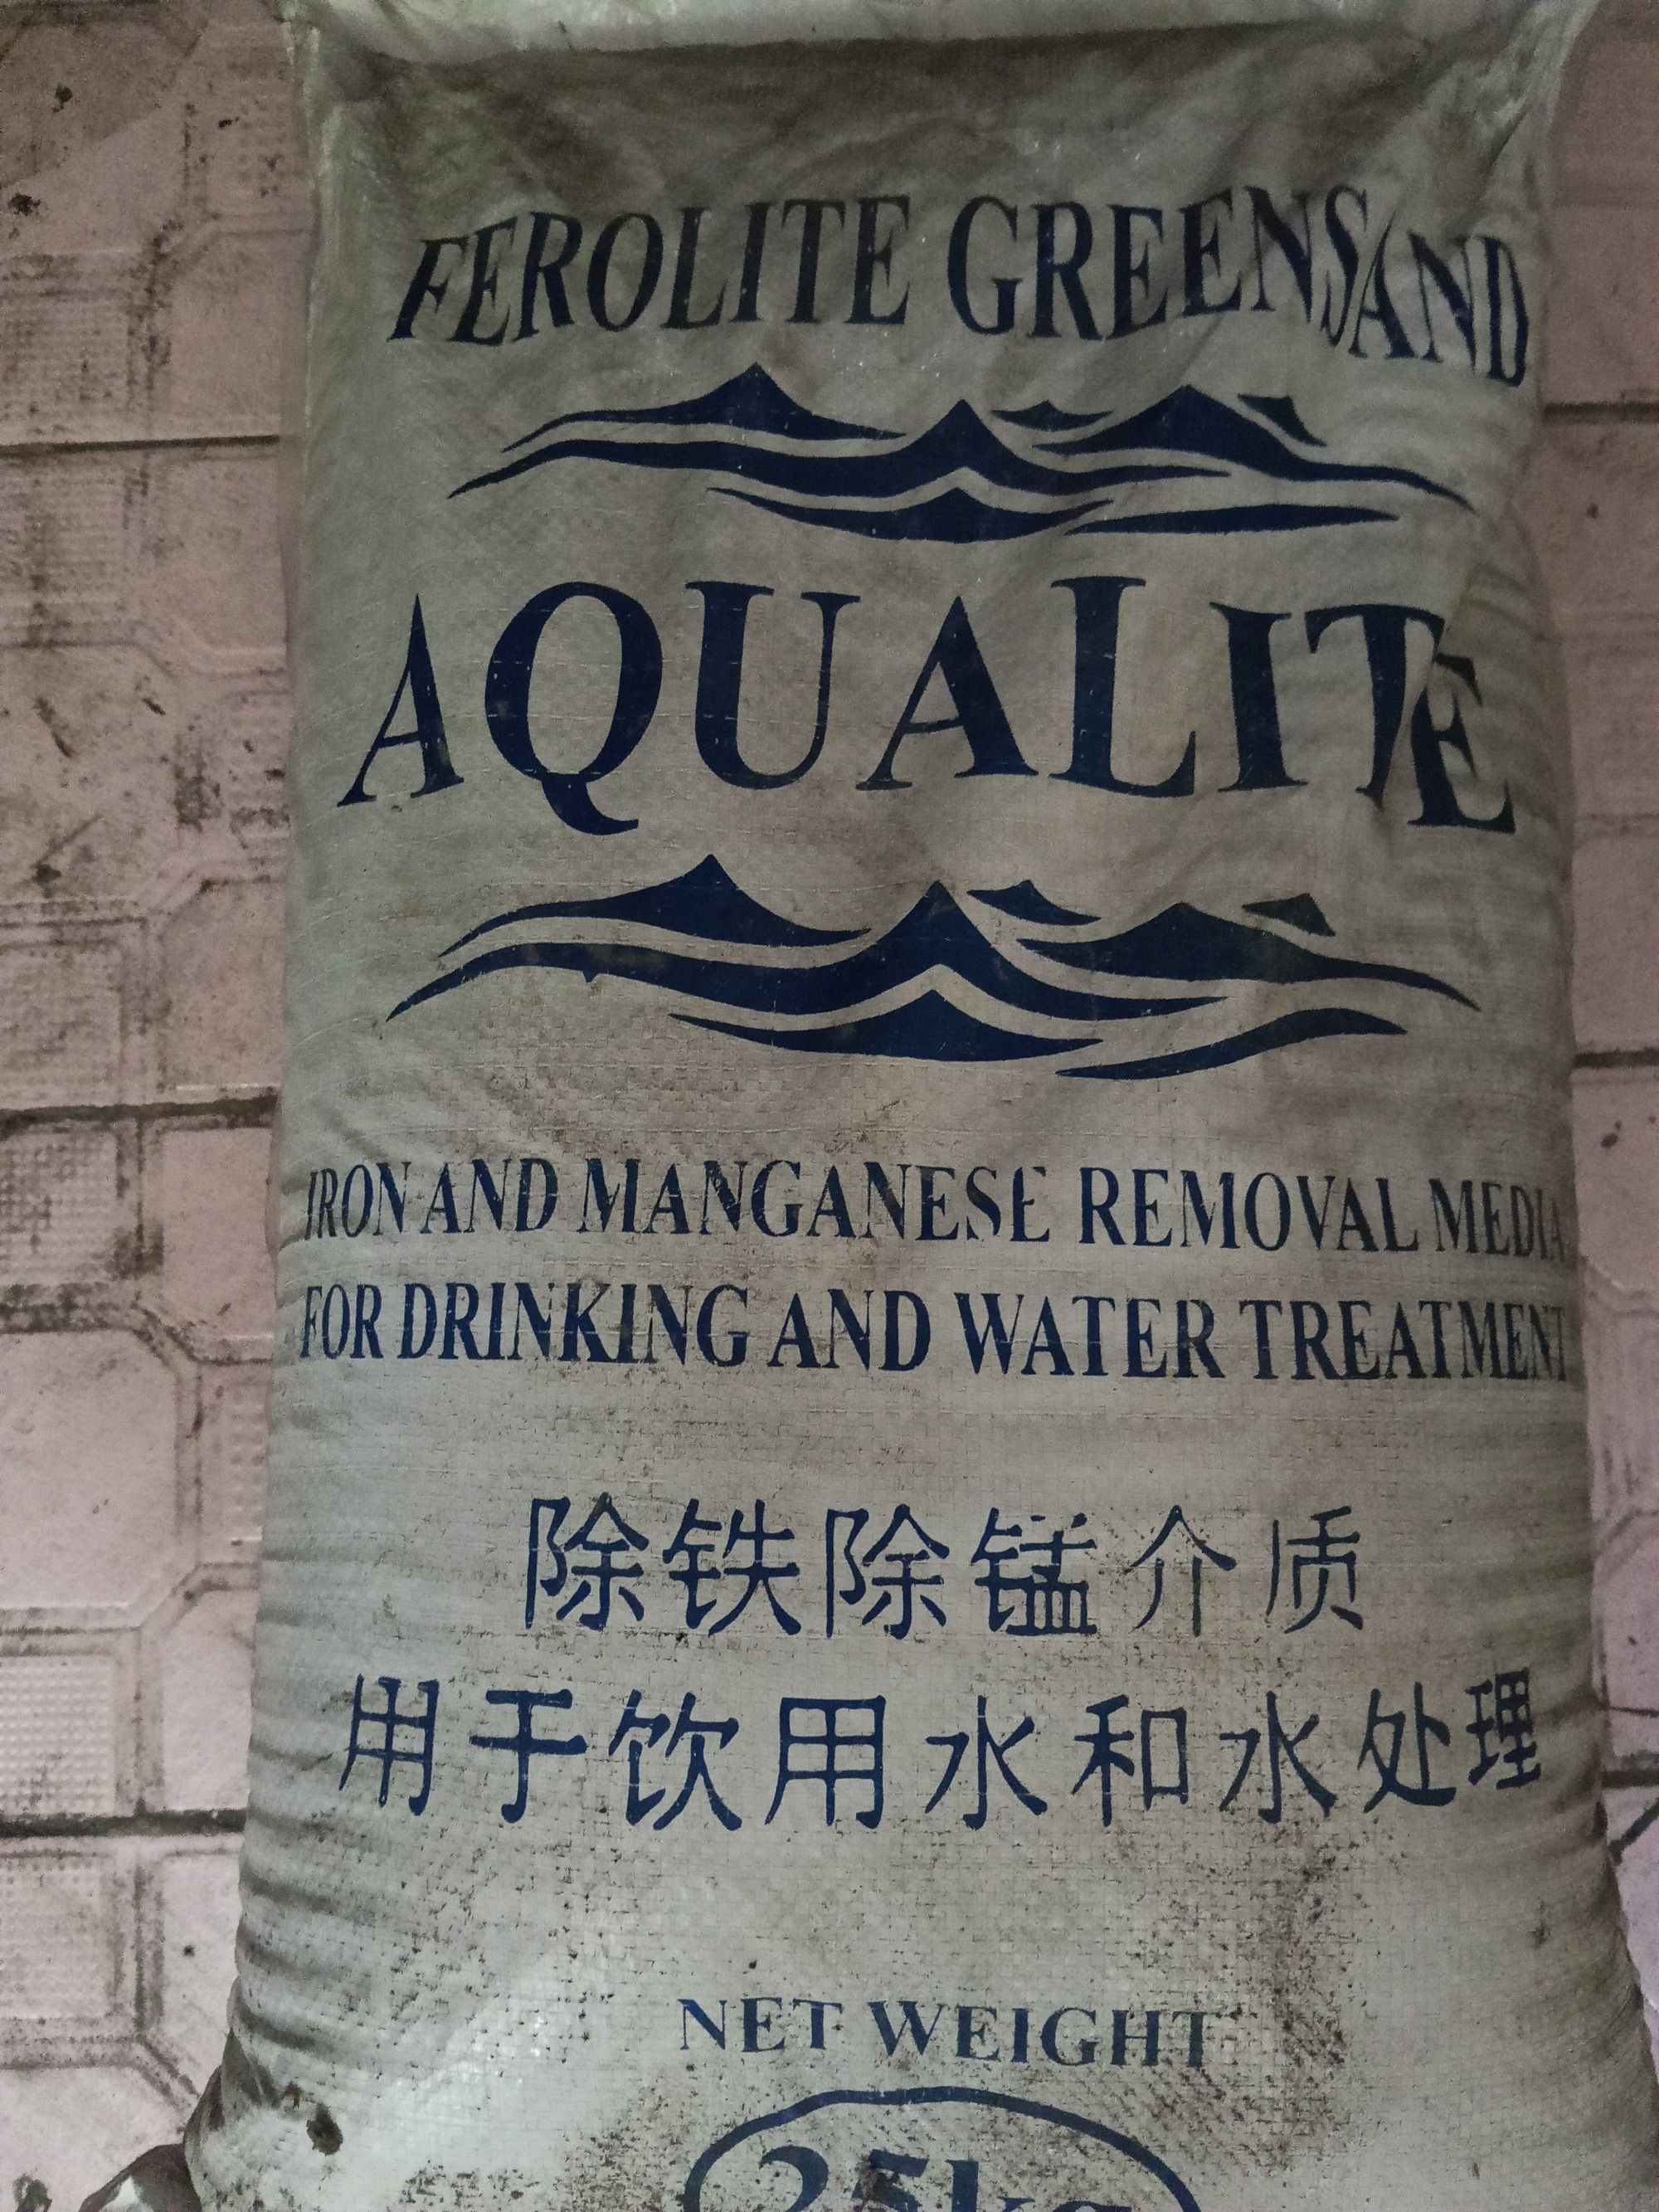 FEROLITE GREENSAND
AQUALITE
IRON AND MANGANESE REMOVAL MEDIA
FOR DRINKING AND WATER TREATMENT
除铁除锰介质
用于饮用水和水处理
NET WEIGHT
25kg